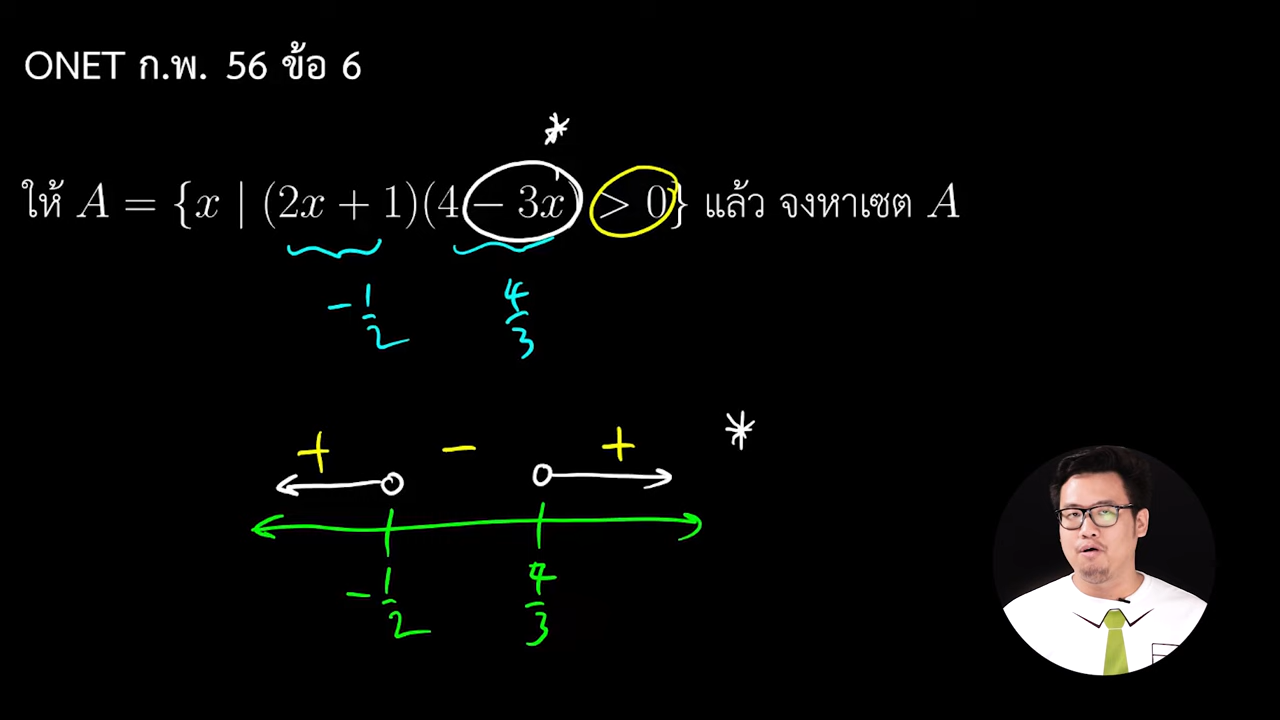 ONET ก.พ. 56 ข้อ 6
*
ให้ A = {x | (2x + 1)(4 − 3x) > 0} แล้ว จงหาเซต A
-1/2 4/3
+ - + *
-1/2 4/3